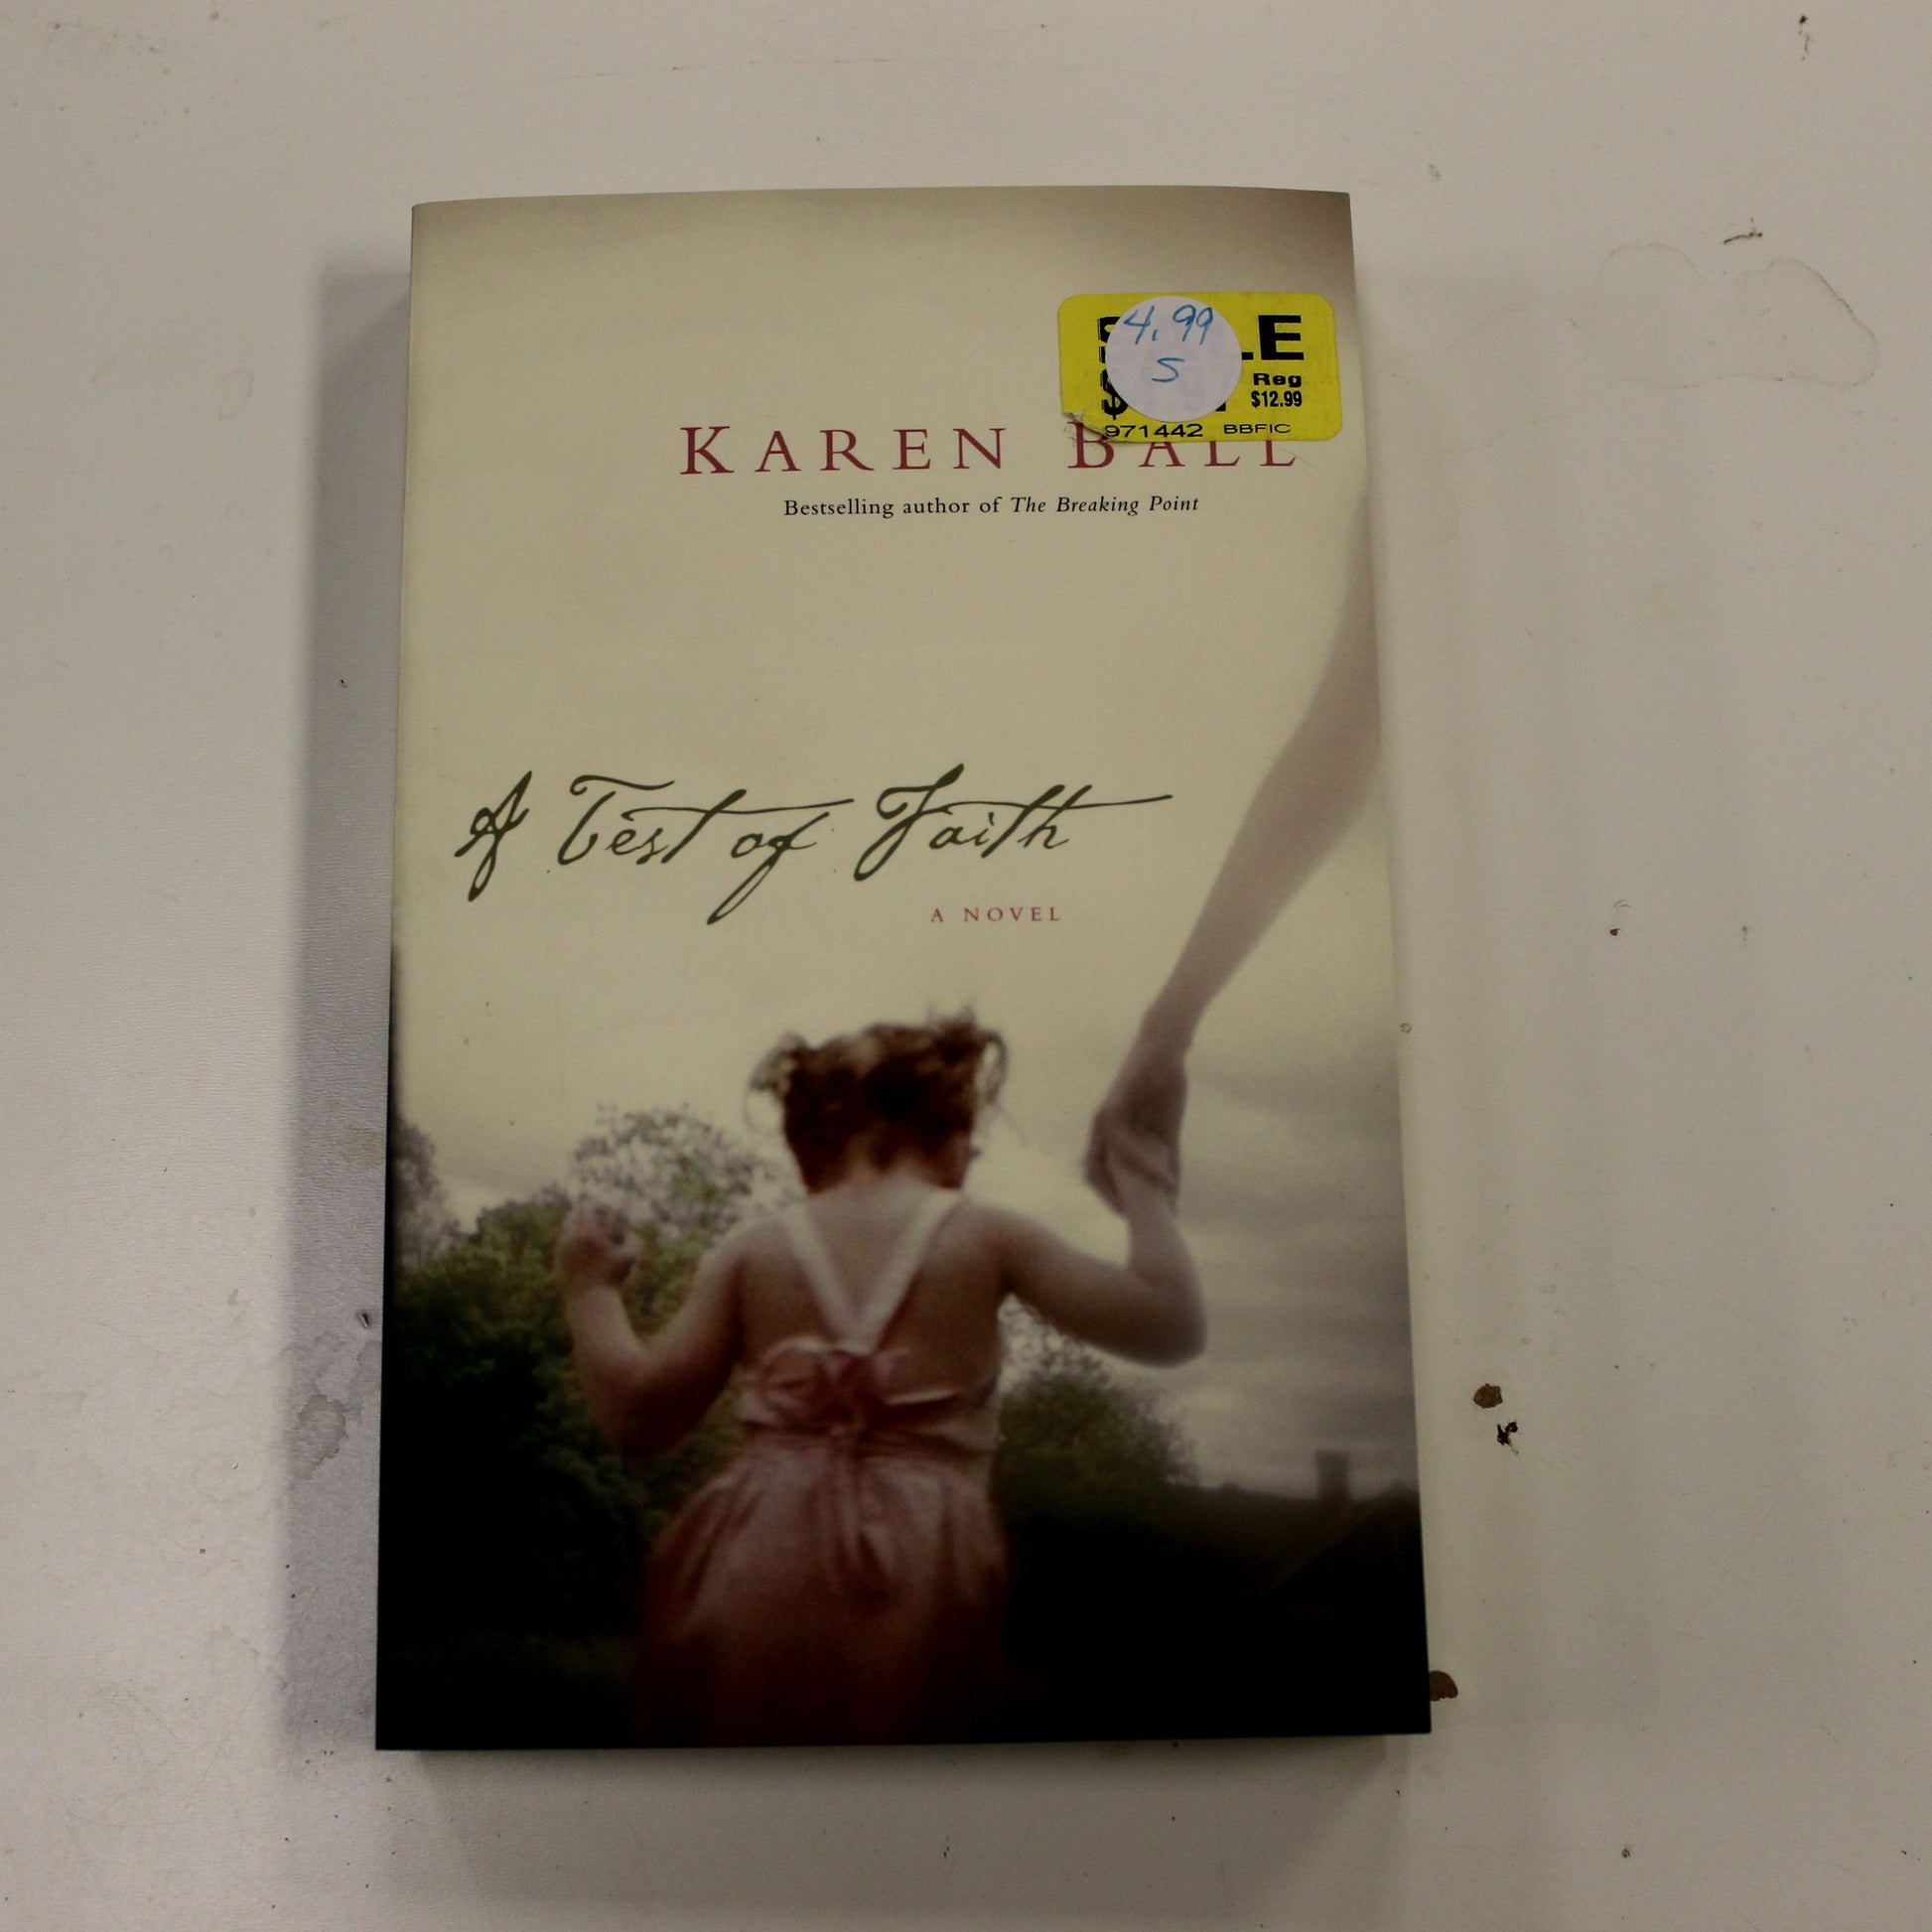 4.99
S
LE
Reg
$12.99
971442 BBFIC
KAREN BALL
Bestselling author of The Breaking Point
A Test of Faith
A NOVEL